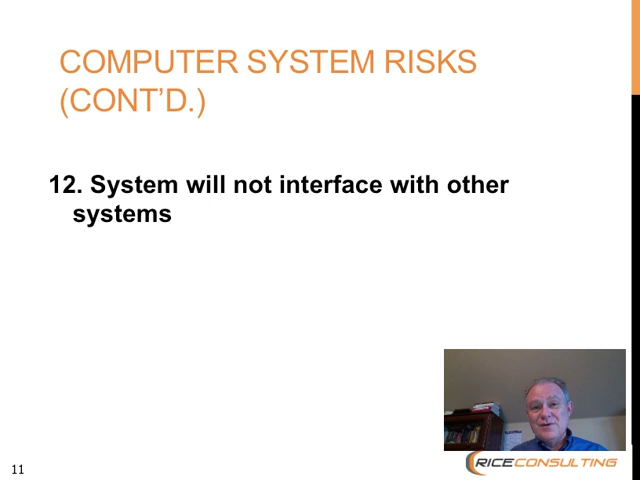 COMPUTER SYSTEM RISKS
(CONT'D.)
12. System will not interface with other
systems
RICECONSULTING
11